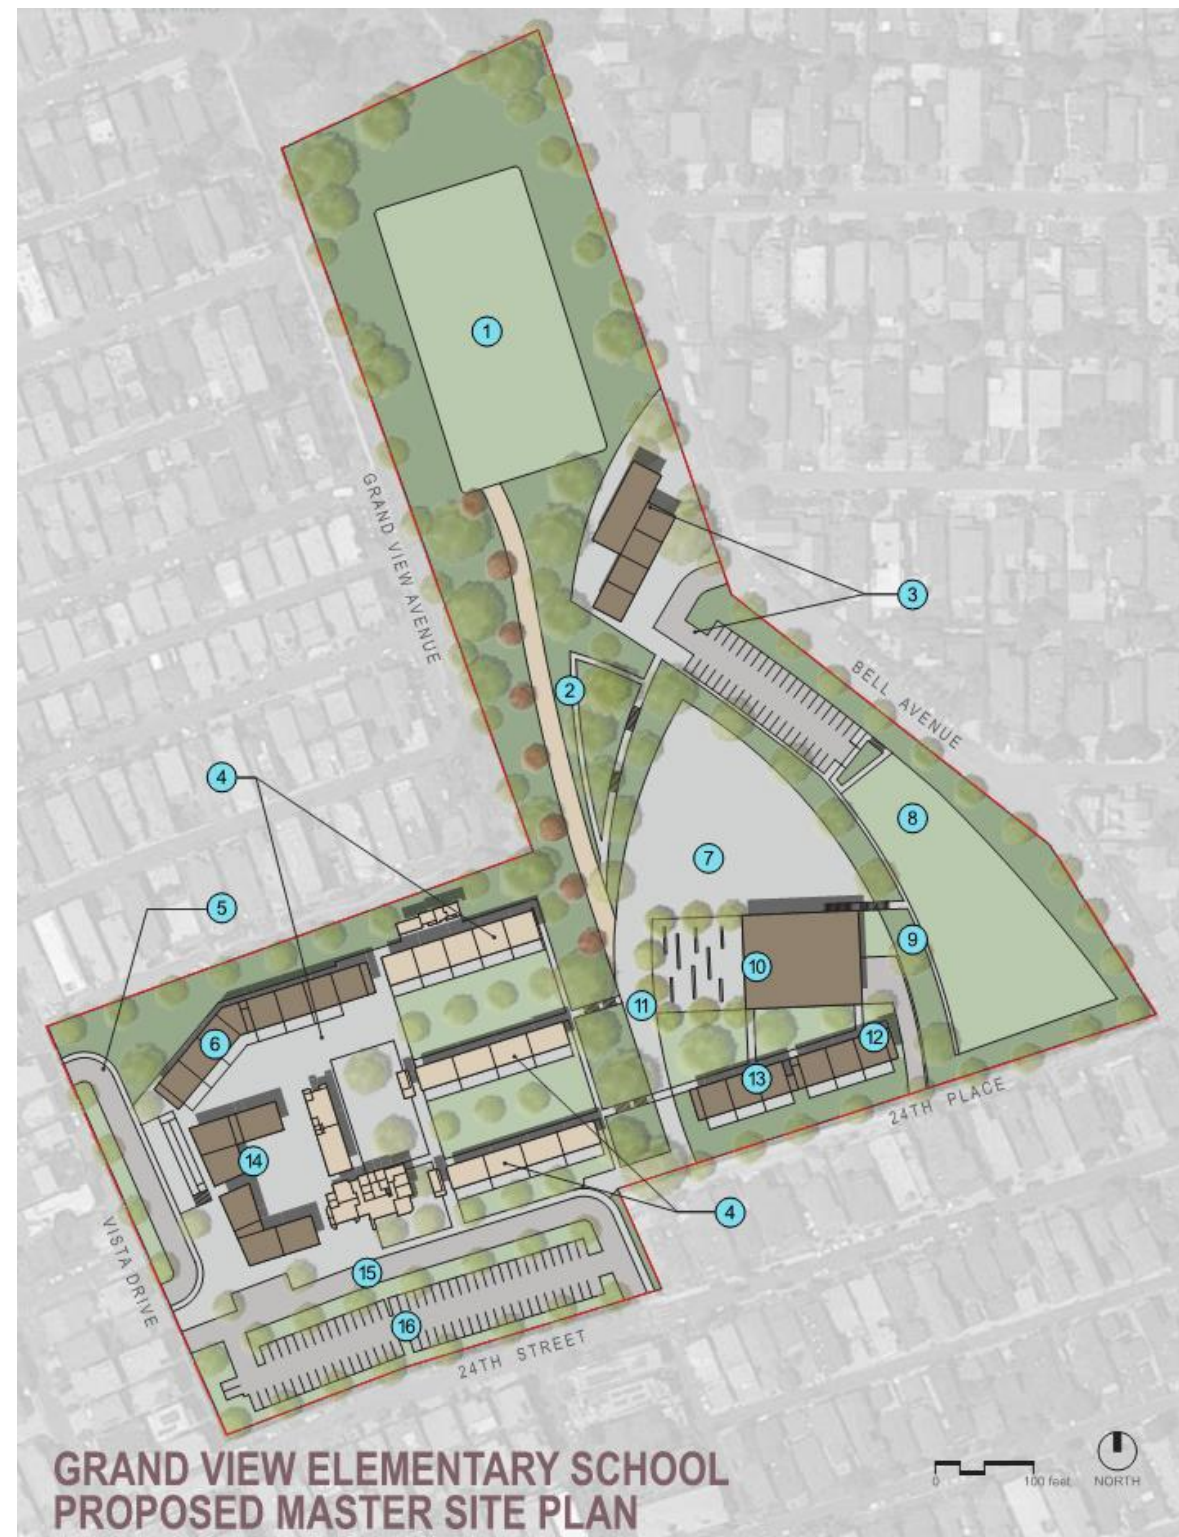 1
GRAND VIEW AVENUE
3
2
BELL AVENUE
4
8
7
5
9
10
11
6
12
13
24TH PLACE
14
4
VISTA DRIVE
15
16
24TH STREET
GRAND VIEW ELEMENTARY SCHOOL
PROPOSED MASTER SITE PLAN
0 100 feet
NORTH